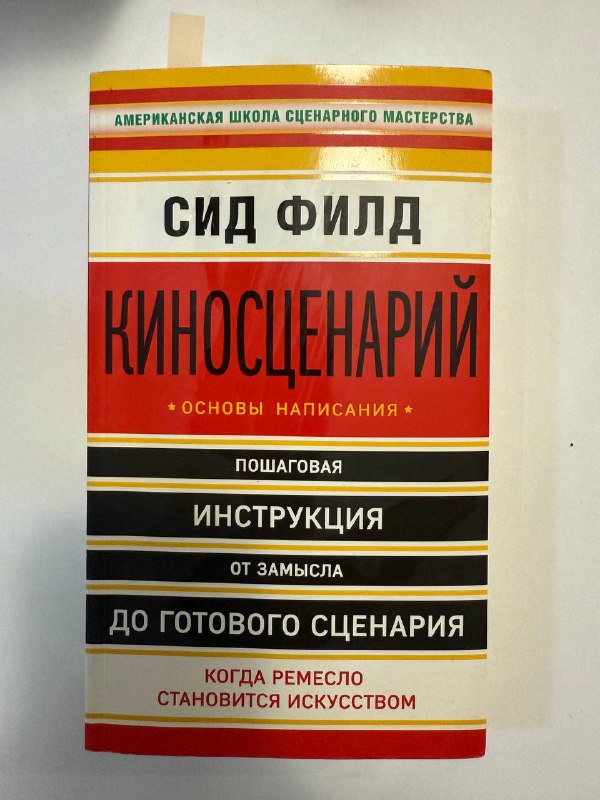 АМЕРИКАНСКАЯ ШКОЛА СЦЕНАРНОГО МАСТЕРСТВА
СИД ФИЛД
КИНОСЦЕНАРИЙ
* ОСНОВЫ НАПИСАНИЯ *
ПОШАГОВАЯ
ИНСТРУКЦИЯ
ОТ ЗАМЫСЛА
ДО ГОТОВОГО СЦЕНАРИЯ
КОГДА РЕМЕСЛО
СТАНОВИТСЯ ИСКУССТВОМ